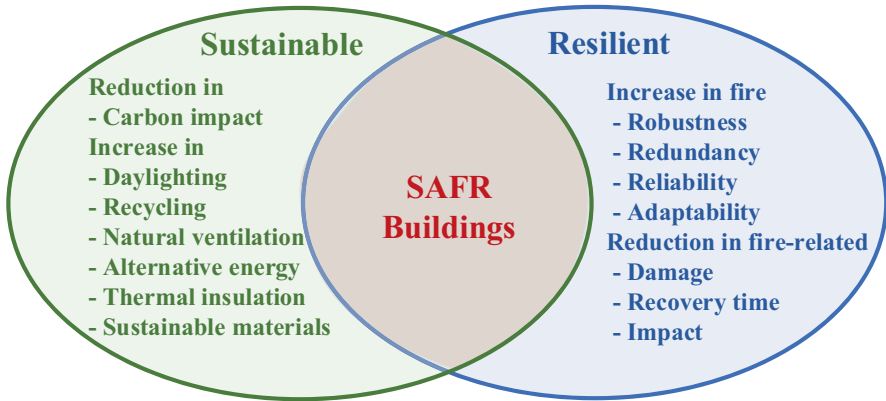 Sustainable
Reduction in
- Carbon impact
Increase in
- Daylighting
- Recycling
- Natural ventilation
- Alternative energy
- Thermal insulation
- Sustainable materials
SAFR
Buildings
Resilient
Increase in fire
- Robustness
- Redundancy
- Reliability
- Adaptability
Reduction in fire-related
- Damage
- Recovery time
- Impact